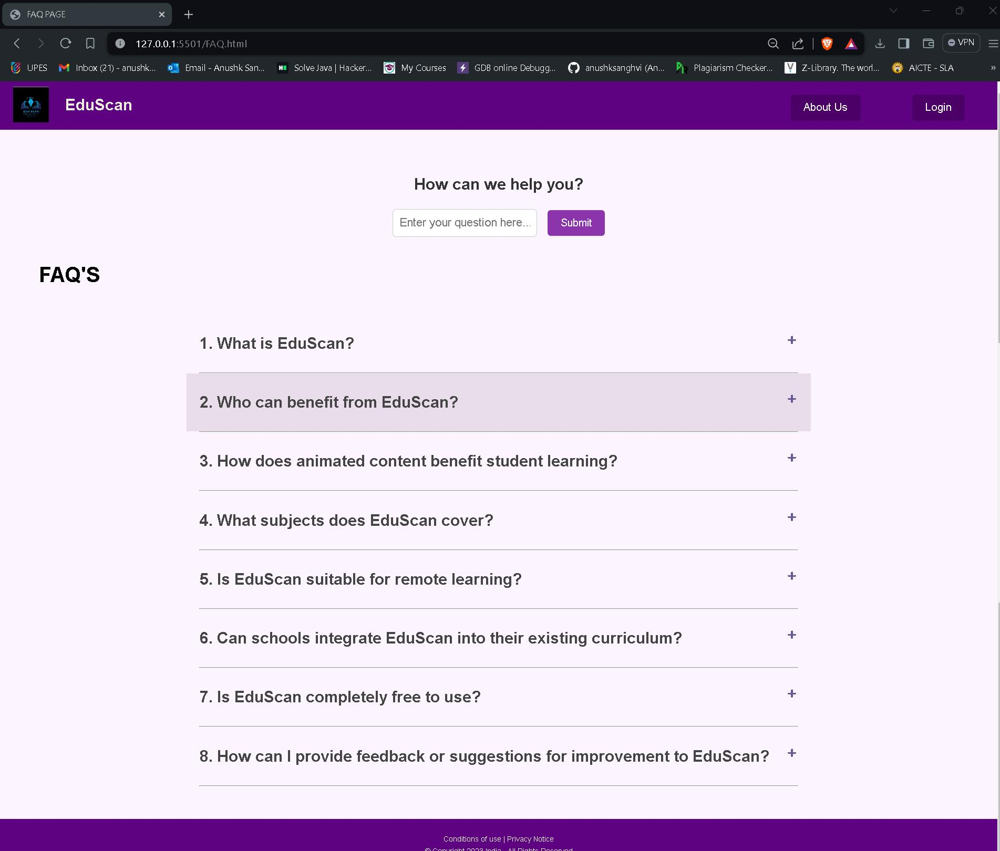 FAQ PAGE
127.0.0.1:5501/FAQ.html
VPN
UPES
Inbox (21) - anushk...
Email - Anushk San...
Solve Java | Hacker...
My Courses
GDB online Debugg...
anushksanghvi (An...
Plagiarism Checker...
Z-Library. The worl...
AICTE - SLA
»
EDU SCAN
EduScan
About Us
Login
How can we help you?
Enter your question here...
Submit
FAQ'S
1. What is EduScan?
+
2. Who can benefit from EduScan?
+
3. How does animated content benefit student learning?
+
4. What subjects does EduScan cover?
+
5. Is EduScan suitable for remote learning?
+
6. Can schools integrate EduScan into their existing curriculum?
+
7. Is EduScan completely free to use?
+
8. How can I provide feedback or suggestions for improvement to EduScan?
+
Conditions of use | Privacy Notice
© Copyright 2023 India - All Rights Reserved